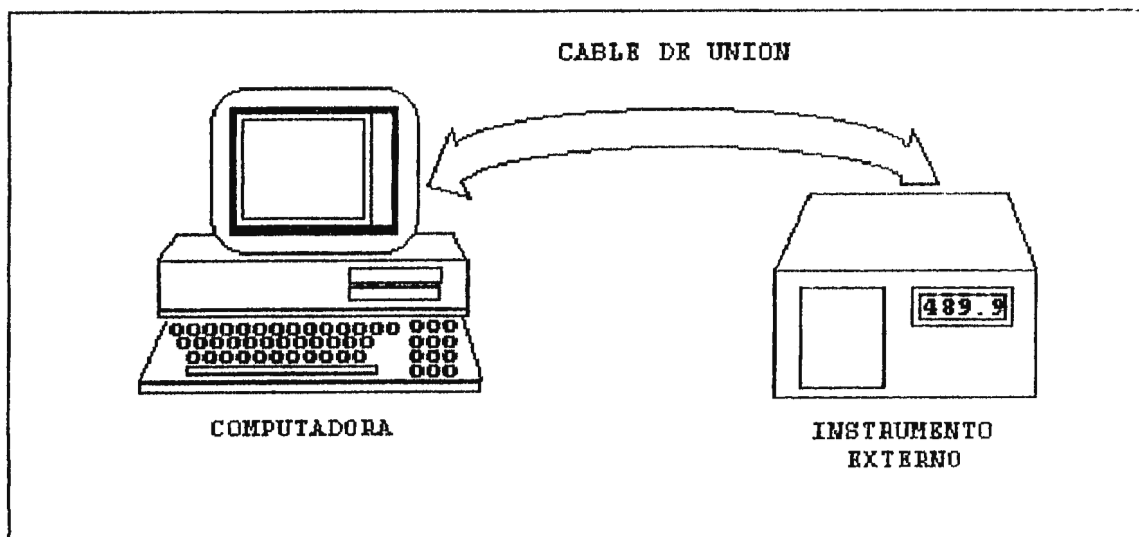 CABLE DE UNION
489.9
COMPUTADORA
INSTRUMENTO
EXTERNO